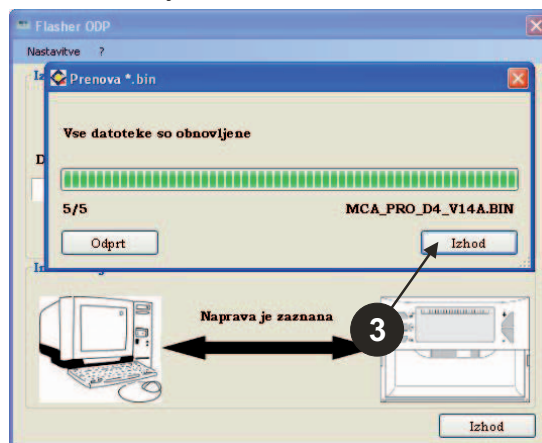 Flasher ODP
Nastavitve ?
Prenova *.bin
Vse datoteke so obnovljene
D
5/5 MCA_PRO_D4_V14A.BIN
Odprt Izhod
3
Naprava je zaznana
Izhod